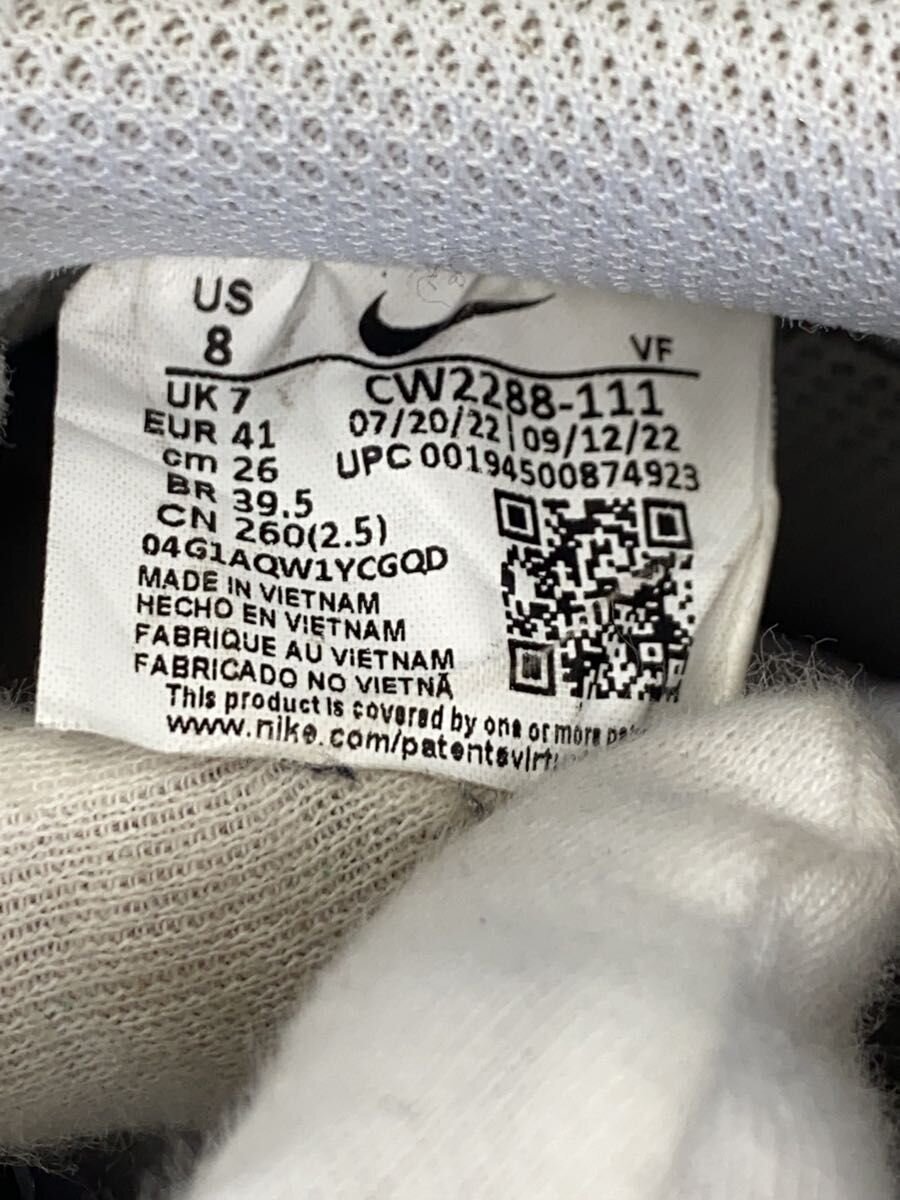 US
8
VF
UK 7
CW2288-111
EUR 41
07/20/22 | 09/12/22
cm 26
UPC 00194500874923
BR 39.5
CN 260(2.5)
04G1AQW1YCGQD
MADE IN VIETNAM
HECHO EN VIETNAM
FABRIQUE AU VIETNAM
FABRICADO NO VIETNÃ
This product is covered by one or more
www.nike.com/patents